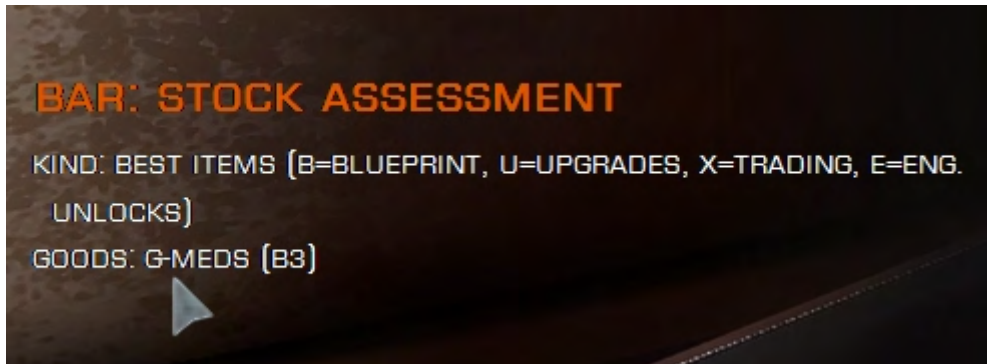 BAR: STOCK ASSESSMENT
KIND: BEST ITEMS (B=BLUEPRINT, U=UPGRADES, X=TRADING, E=ENG.
UNLOCKS)
GOODS: G-MEDS (B3)